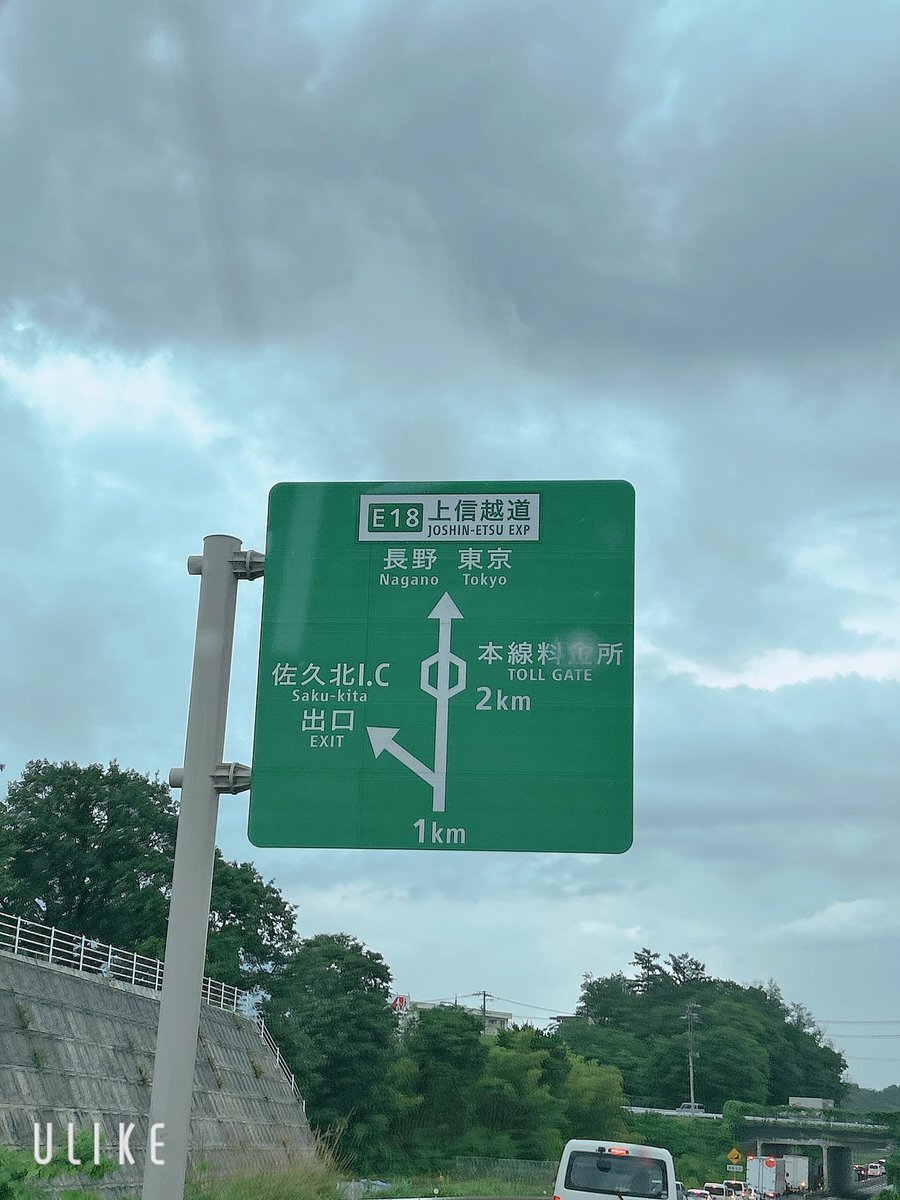 E18 上信越道
JOSHIN-ETSU EXP
長野 東京
Nagano Tokyo
本線料金所
TOLL GATE
2km
佐久北I.C
Saku-kita
出口
EXIT
1km
ULIKE